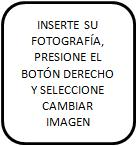 INSERTE SU
FOTOGRAFÍA,
PRESIONE EL
BOTÓN DERECHO
Y SELECCIONE
CAMBIAR
IMAGEN